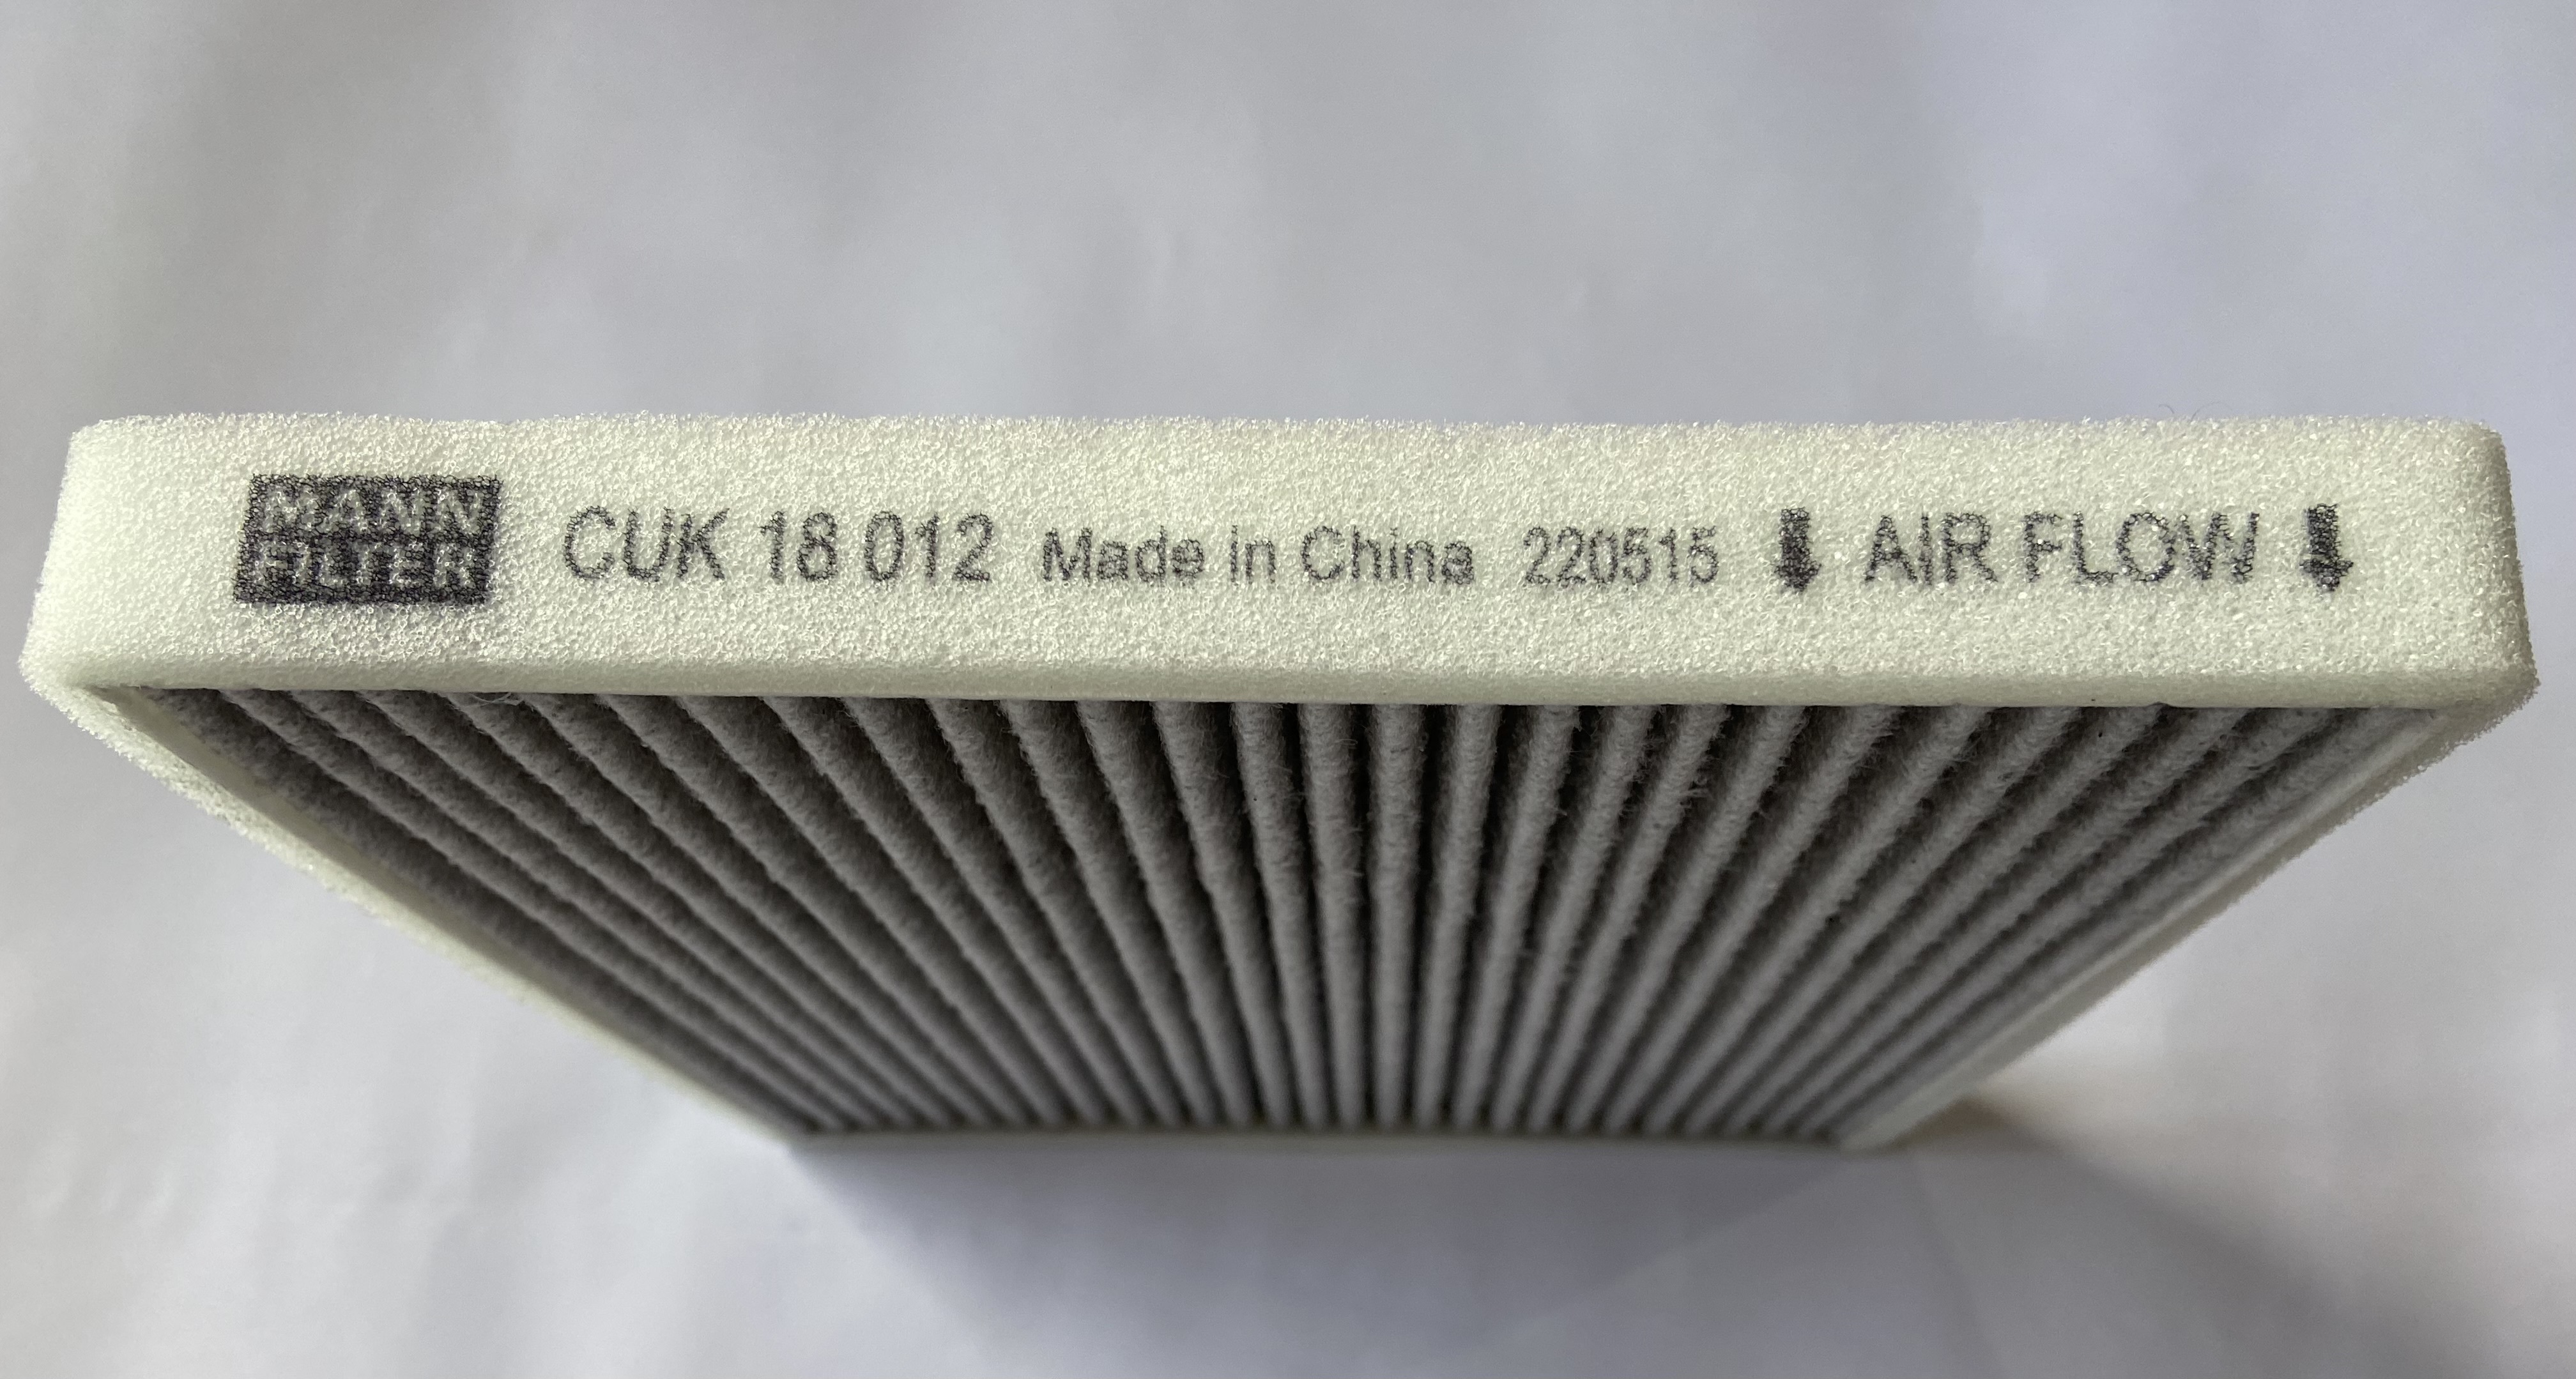 MANN
FILTER
CUK 18 012 Made in China 220515 ⬇ AIR FLOW ⬇